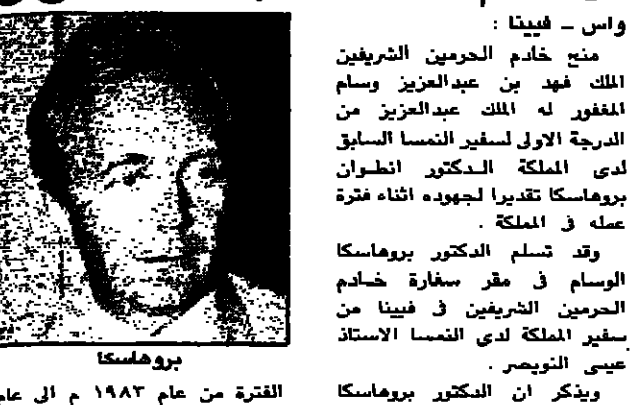 واس ـ فيينا :
منح خادم الحرمين الشريفين
الملك فهد بن عبدالعزيز وسام
المغفور له الملك عبدالعزيز من
الدرجة الاولى لسفير النمسا السابق
لدى المملكة الدكتور انطوان
بروهاسكا تقديرا لجهوده اثناء فترة
عمله فى المملكة .
وقد تسلم الدكتور بروهاسكا
الوسام فى مقر سفارة خادم
الحرمين الشريفين فى فيينا من
سفير المملكة لدى النمسا الاستاذ
عيسى النويصر .
ويذكر ان الدكتور بروهاسكا
بروهاسكا
الفترة من عام ١٩٨٣ م الى عام